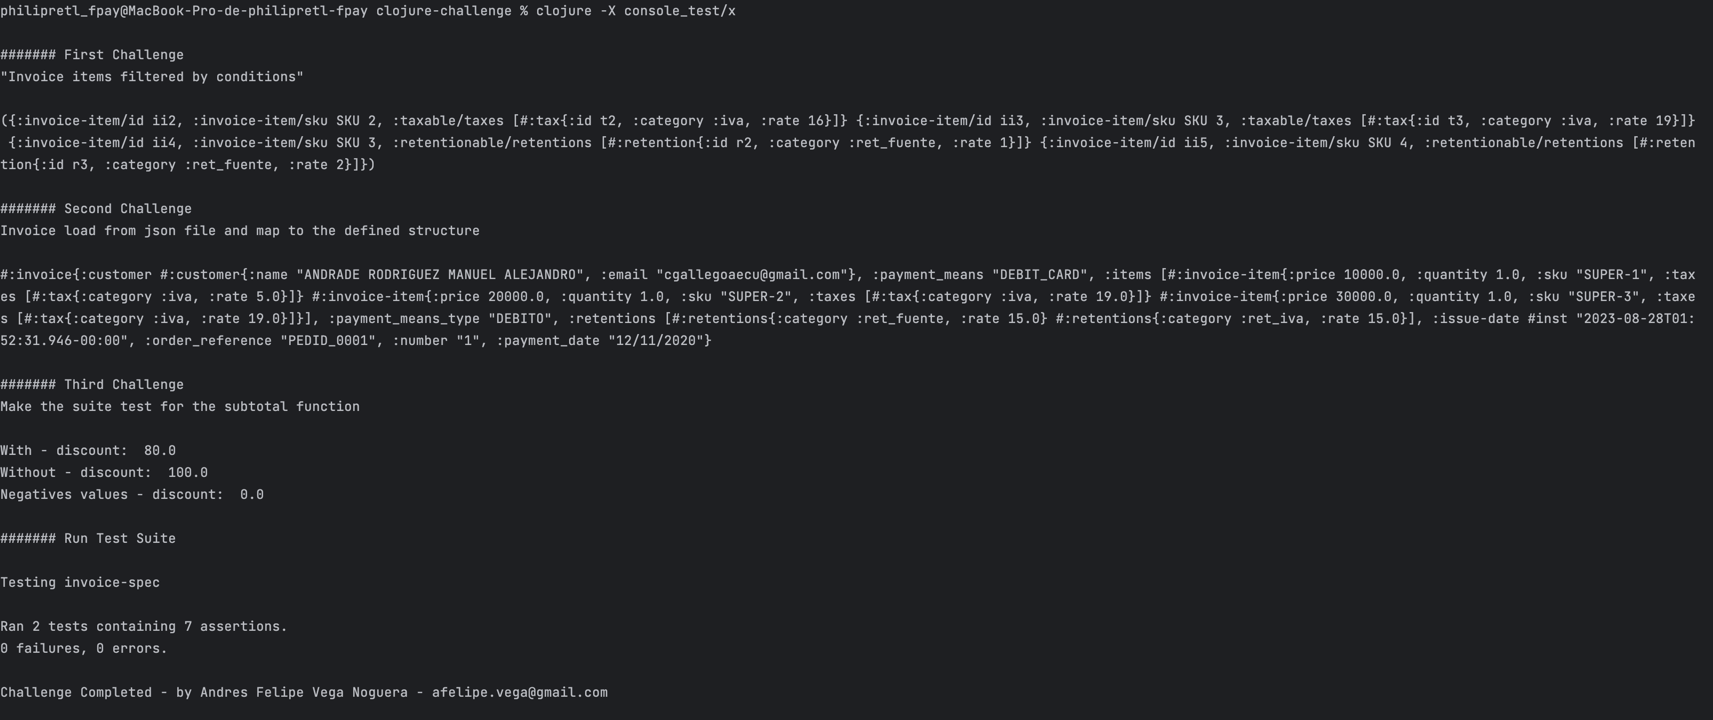 philipretl_fpay@MacBook-Pro-de-philipretl-fpay clojure-challenge % clojure -X console_test/x
####### First Challenge
"Invoice items filtered by conditions"
({:invoice-item/id ii2, :invoice-item/sku SKU 2, :taxable/taxes [#:tax{:id t2, :category :iva, :rate 16}]} {:invoice-item/id ii3, :invoice-item/sku SKU 3, :taxable/taxes [#:tax{:id t3, :category :iva, :rate 19}]}
 {:invoice-item/id ii4, :invoice-item/sku SKU 3, :retentionable/retentions [#:retention{:id r2, :category :ret_fuente, :rate 1}]} {:invoice-item/id ii5, :invoice-item/sku SKU 4, :retentionable/retentions [#:reten
tion{:id r3, :category :ret_fuente, :rate 2}]})
####### Second Challenge
Invoice load from json file and map to the defined structure
#:invoice{:customer #:customer{:name "ANDRADE RODRIGUEZ MANUEL ALEJANDRO", :email "cgallegoaecu@gmail.com"}, :payment_means "DEBIT_CARD", :items [#:invoice-item{:price 10000.0, :quantity 1.0, :sku "SUPER-1", :tax
es [#:tax{:category :iva, :rate 5.0}]} #:invoice-item{:price 20000.0, :quantity 1.0, :sku "SUPER-2", :taxes [#:tax{:category :iva, :rate 19.0}]} #:invoice-item{:price 30000.0, :quantity 1.0, :sku "SUPER-3", :taxe
s [#:tax{:category :iva, :rate 19.0}]}], :payment_means_type "DEBITO", :retentions [#:retentions{:category :ret_fuente, :rate 15.0} #:retentions{:category :ret_iva, :rate 15.0}], :issue-date #inst "2023-08-28T01:
52:31.946-00:00", :order_reference "PEDID_0001", :number "1", :payment_date "12/11/2020"}
####### Third Challenge
Make the suite test for the subtotal function
With - discount:  80.0
Without - discount:  100.0
Negatives values - discount:  0.0
####### Run Test Suite
Testing invoice-spec
Ran 2 tests containing 7 assertions.
0 failures, 0 errors.
Challenge Completed - by Andres Felipe Vega Noguera - afelipe.vega@gmail.com